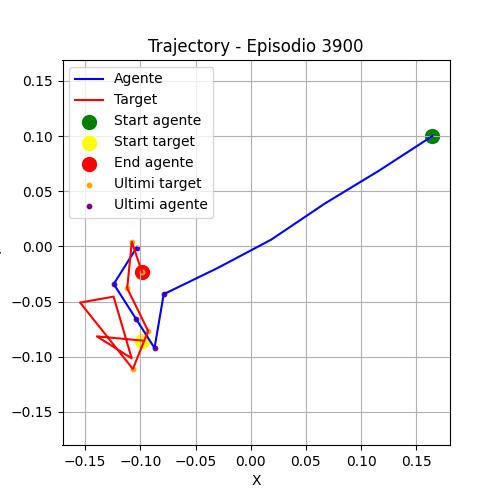 Trajectory - Episodio 3900
Agente
Target
Start agente
Start target
End agente
Ultimi target
Ultimi agente
0.15
0.10
0.05
0.00
−0.05
−0.10
−0.15
−0.15
−0.10
−0.05
0.00
0.05
0.10
0.15
X